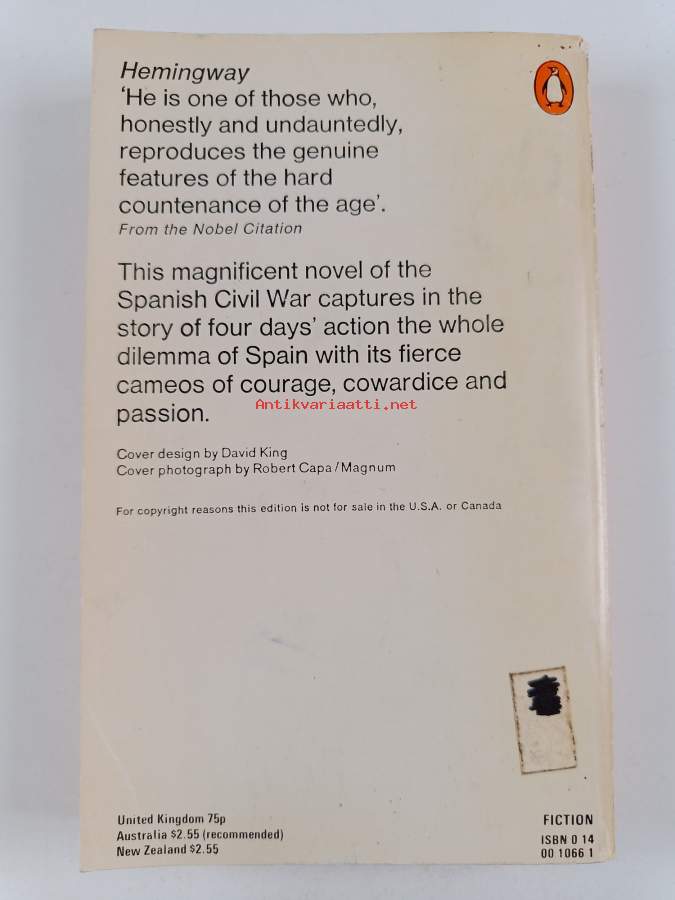 Hemingway
‘He is one of those who,
honestly and undauntedly,
reproduces the genuine
features of the hard
countenance of the age’.
From the Nobel Citation
This magnificent novel of the
Spanish Civil War captures in the
story of four days’ action the whole
dilemma of Spain with its fierce
cameos of courage, cowardice and
passion.
Antikvariaatti.net
Cover design by David King
Cover photograph by Robert Capa/Magnum
For copyright reasons this edition is not for sale in the U.S.A. or Canada
United Kingdom 75p
Australia $2.55 (recommended)
New Zealand $2.55
FICTION
ISBN 0 14
00 1066 1